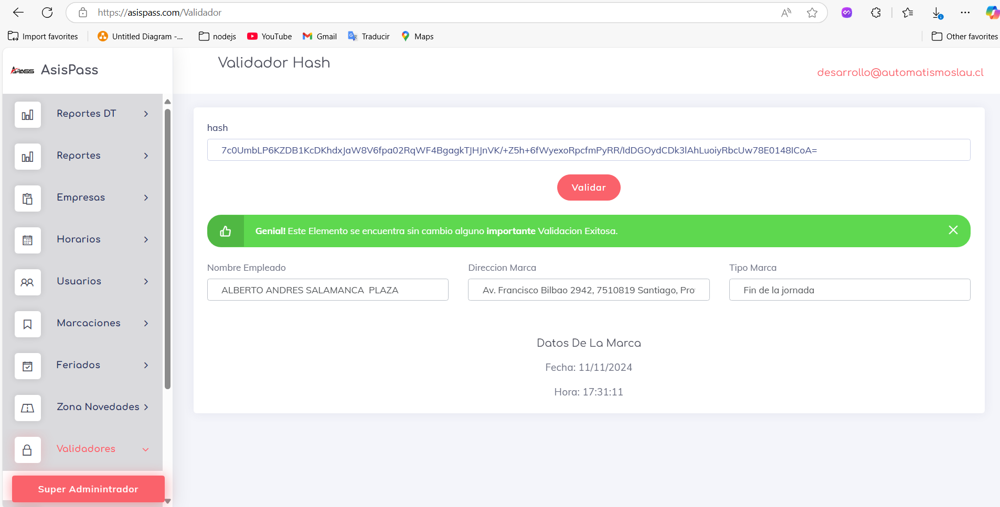 https://asispass.com/Validador
Import favorites
Untitled Diagram -...
nodejs
YouTube
Gmail
Traducir
Maps
Other favorites
APASS AsisPass
Validador Hash
desarrollo@automatismoslau.cl
Reportes DT
Reportes
Empresas
Horarios
Usuarios
Marcaciones
Feriados
Zona Novedades
Validadores
Super Adminintrador
hash
7c0UmbLP6KZDB1KcDKhdxJaW8V6fpa02RqWF4BgagkTJHJnVK/+Z5h+6fWyexoRpcfmPyRR/IdDGOydCDk3lAhLuoiyRbcUw78E0148ICoA=
Validar
Genial! Este Elemento se encuentra sin cambio alguno importante Validacion Exitosa.
Nombre Empleado
ALBERTO ANDRES SALAMANCA  PLAZA
Direccion Marca
Av. Francisco Bilbao 2942, 7510819 Santiago, Pro
Tipo Marca
Fin de la jornada
Datos De La Marca
Fecha: 11/11/2024
Hora: 17:31:11